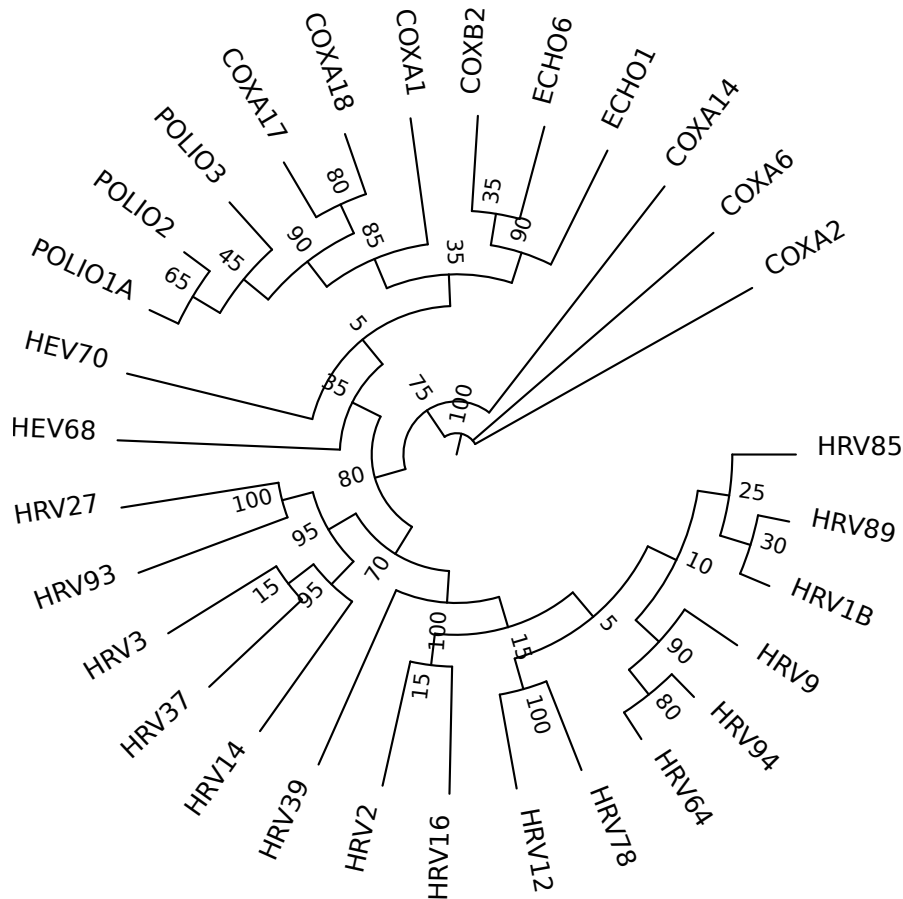 COXB2
ECHO6
COXA1
COXA18
ECHO1
COXA17
COXA14
POLIO3
COXA6
POLIO2
COXA2
POLIO1A
80
35
90
85
90
35
45
65
5
HEV70
35
75
100
HEV68
80
HRV85
HRV27
100
25
HRV89
95
30
HRV93
70
10
HRV1B
15
95
HRV3
100
15
5
90
HRV9
HRV37
15
100
80
HRV94
HRV14
HRV64
HRV39
HRV2
HRV16
HRV12
HRV78